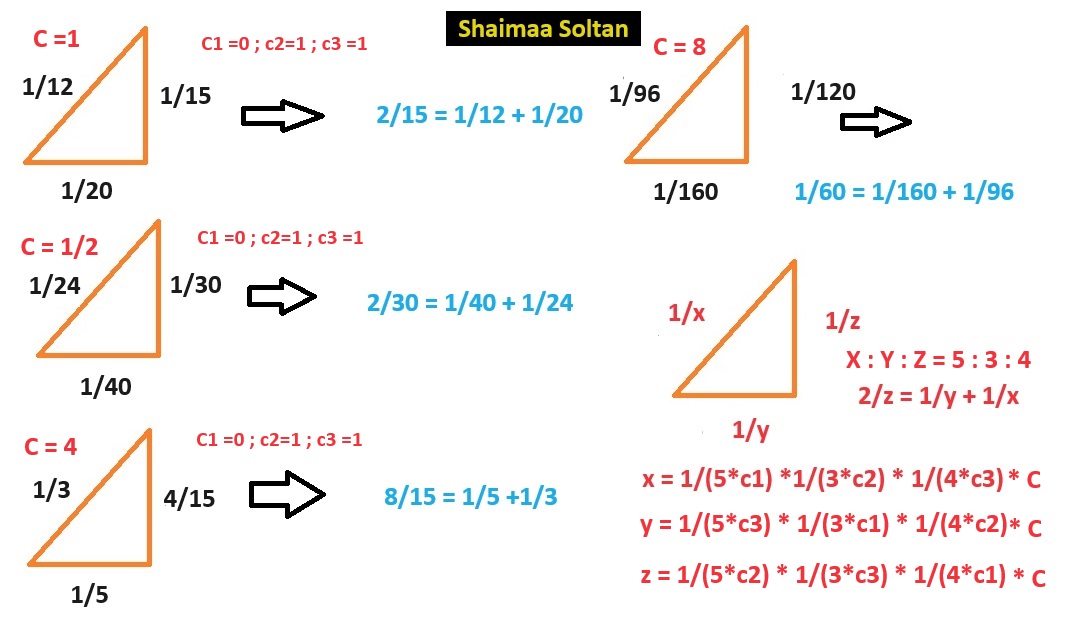 Shaimaa Soltan
C =1
C1 =0 ; c2=1 ; c3 =1
1/12
1/15
2/15 = 1/12 + 1/20
1/20
C = 8
1/96
1/120
1/160
1/60 = 1/160 + 1/96
C = 1/2
C1 =0 ; c2=1 ; c3 =1
1/24
1/30
2/30 = 1/40 + 1/24
1/40
C = 4
C1 =0 ; c2=1 ; c3 =1
1/3
4/15
8/15 = 1/5 +1/3
1/5
1/x
1/z
X : Y : Z = 5 : 3 : 4
2/z = 1/y + 1/x
1/y
x = 1/(5*c1) *1/(3*c2) * 1/(4*c3) * C
y = 1/(5*c3) * 1/(3*c1) * 1/(4*c2)* C
z = 1/(5*c2) * 1/(3*c3) * 1/(4*c1) * C